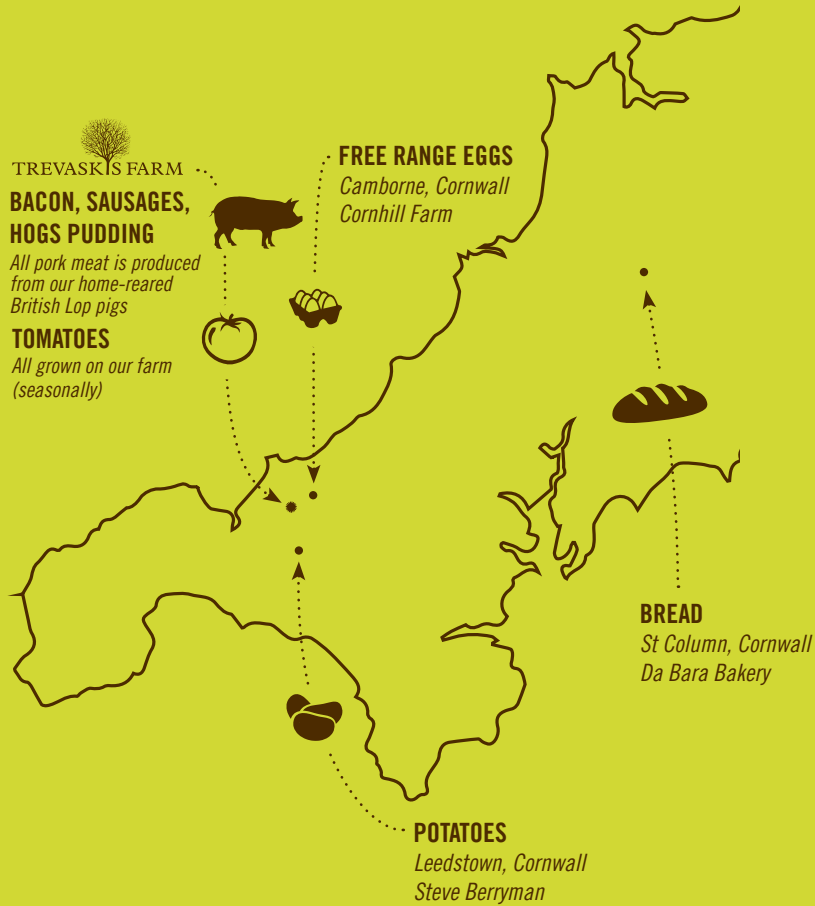 TREVASKIS FARM
BACON, SAUSAGES,
HOGS PUDDING
All pork meat is produced
from our home-reared
British Lop pigs
TOMATOES
All grown on our farm
(seasonally)
FREE RANGE EGGS
Camborne, Cornwall
Cornhill Farm
BREAD
St Column, Cornwall
Da Bara Bakery
POTATOES
Leedstown, Cornwall
Steve Berryman